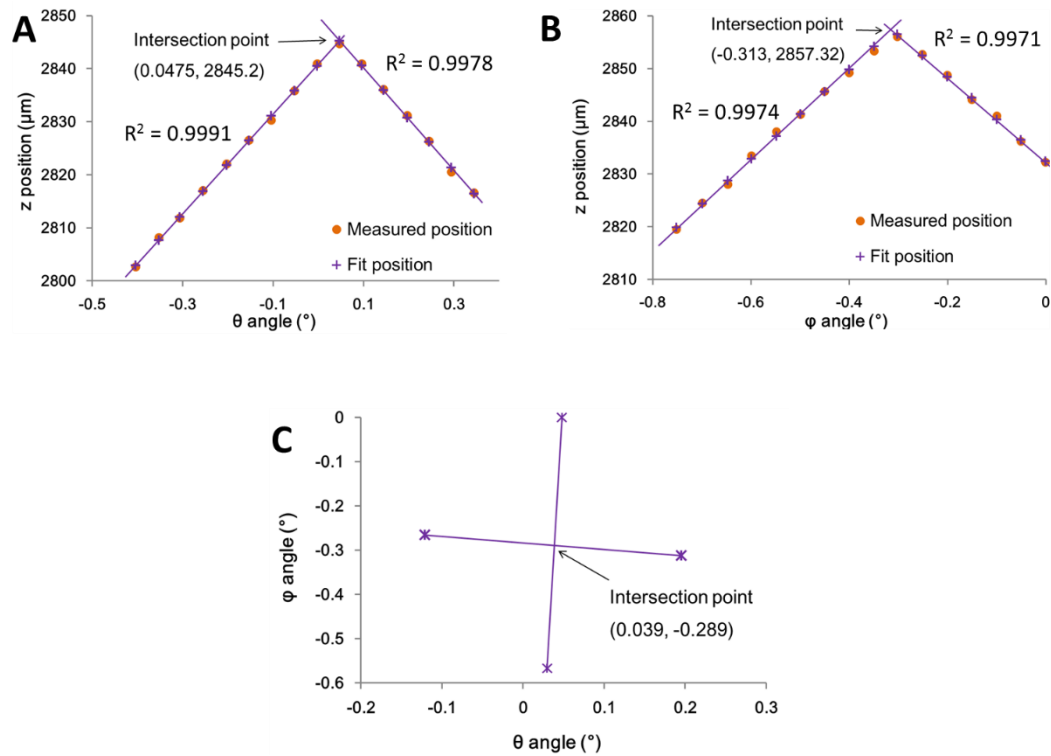 A
2850
2840
2830
2820
2810
2800
z position (µm)
-0.5
-0.3
-0.1
0.1
0.3
θ angle (°)
Intersection point
(0.0475, 2845.2)
R² = 0.9978
R² = 0.9991
Measured position
Fit position
B
2860
2850
2840
2830
2820
2810
z position (µm)
-0.8
-0.6
-0.4
-0.2
0
φ angle (°)
Intersection point
(-0.313, 2857.32)
R² = 0.9971
R² = 0.9974
Measured position
Fit position
C
0
-0.1
-0.2
-0.3
-0.4
-0.5
-0.6
φ angle (°)
-0.2
-0.1
0
0.1
0.2
0.3
θ angle (°)
Intersection point
(0.039, -0.289)